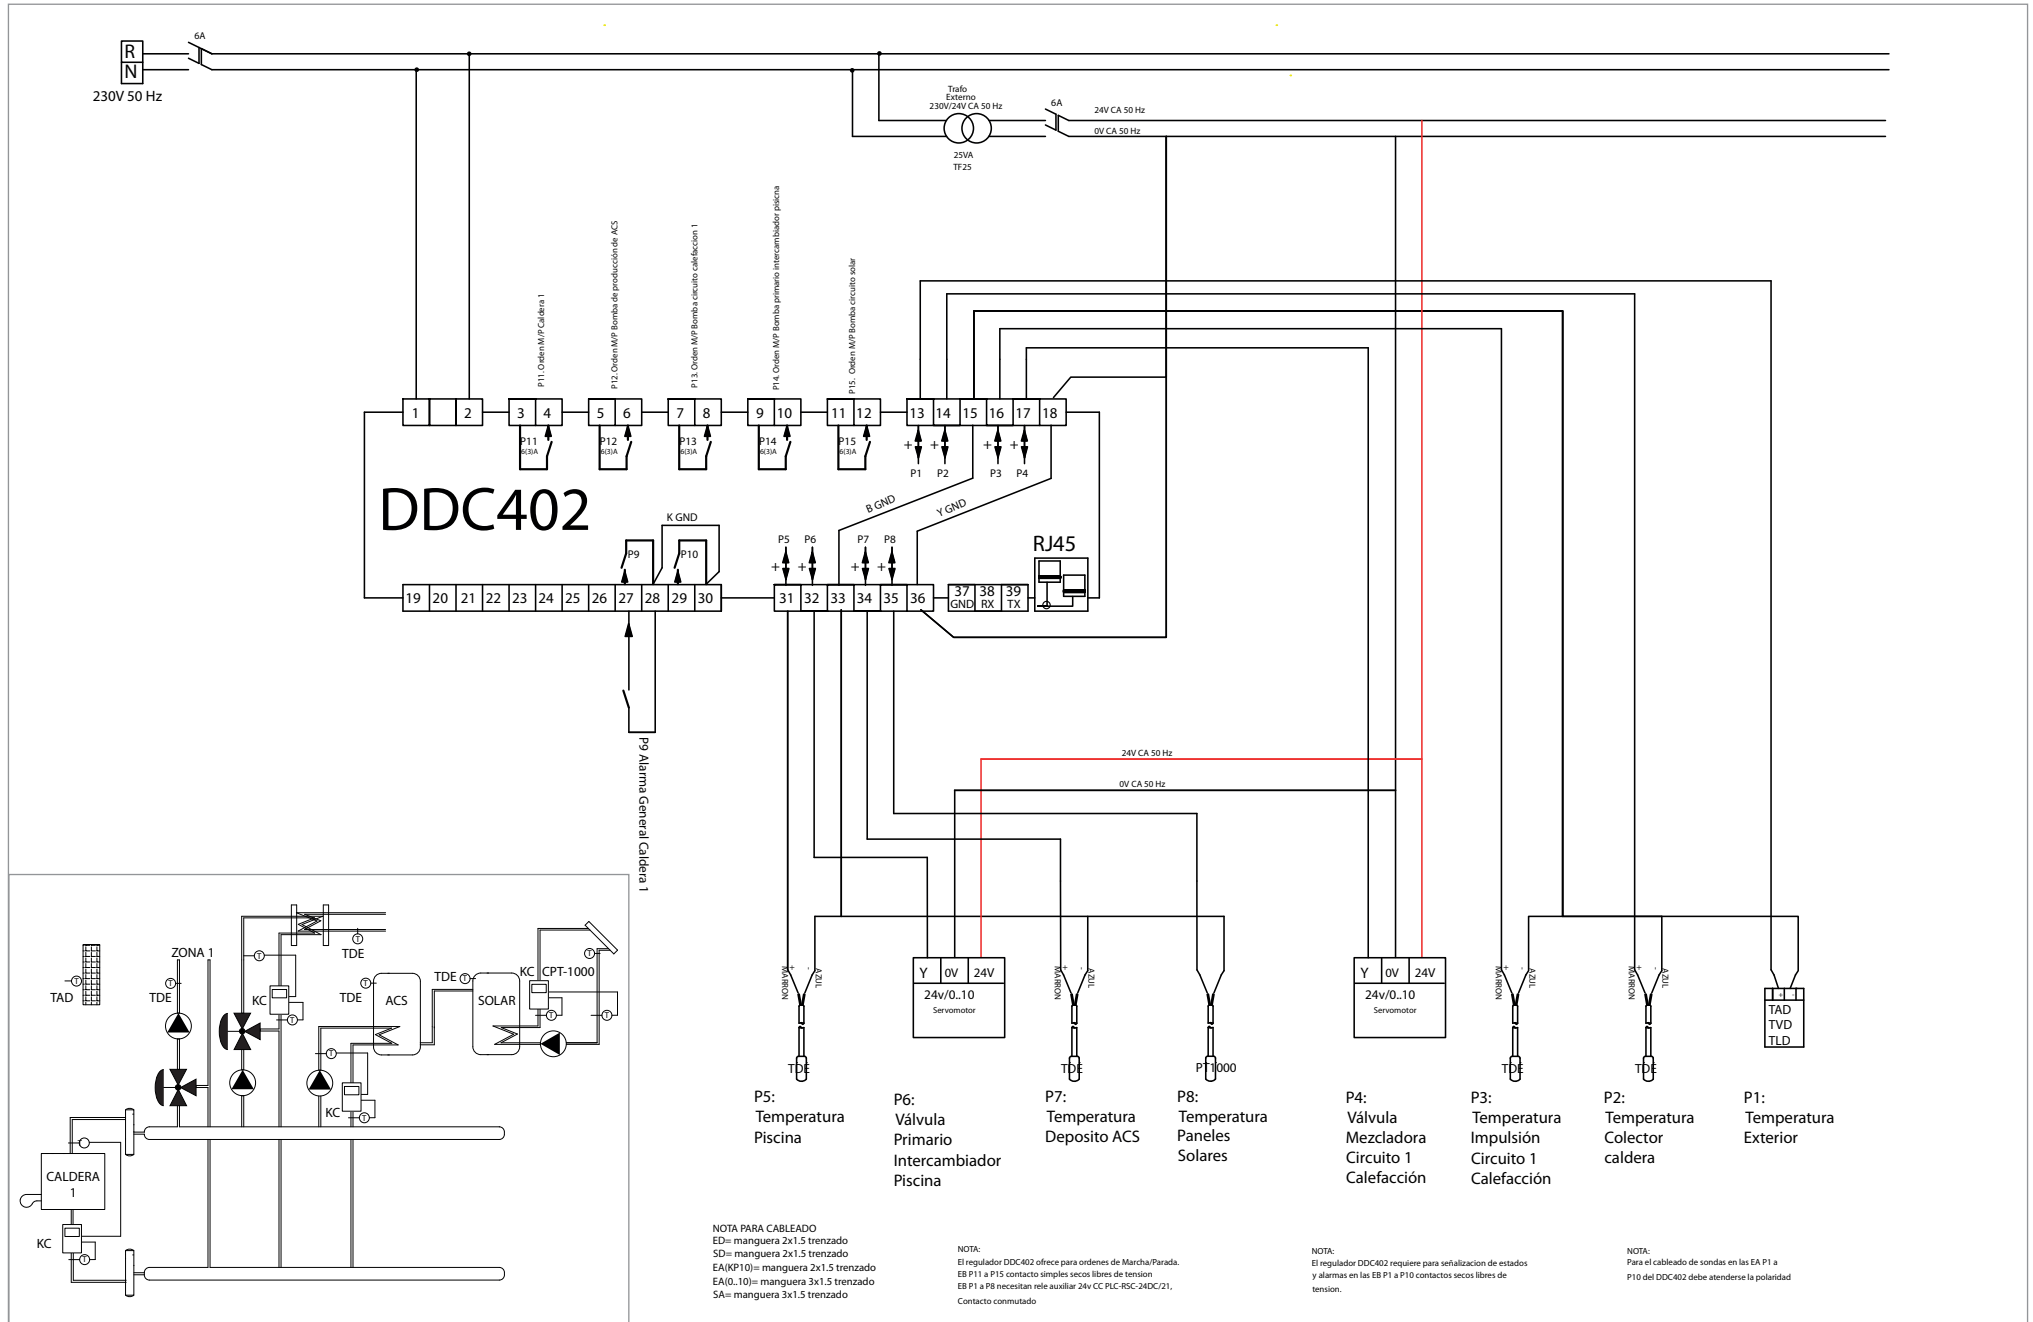 6A
R
N
230V 50 Hz
Trafo
Externo
230V/24V CA 50 Hz
25VA
TF25
6A
24V CA 50 Hz
0V CA 50 Hz
P11. Orden M/P Caldera 1
P12. Orden M/P Bomba de producción de ACS
P13. Orden M/P Bomba circuito calefaccion 1
P14. Orden M/P Bomba primario intercambiador pisicna
P15. Orden M/P Bomba circuito solar
1 2 3 4 5 6 7 8 9 10 11 12 13 14 15 16 17 18
P11
6(3)A
P12
6(3)A
P13
6(3)A
P14
6(3)A
P15
6(3)A
+ + + +
P1 P2 P3 P4
DDC402
B GND
Y GND
K GND
P9
P10
P5 P6 P7 P8
+ + + +
RJ45
19 20 21 22 23 24 25 26 27 28 29 30 31 32 33 34 35 36
37 38 39
GND RX TX
P9 Alarma General Caldera 1
24V CA 50 Hz
0V CA 50 Hz
MARRON
+
-
AZUL
TDE
Y 0V 24V
24v/0..10
Servomotor
MARRON
+
-
AZUL
TDE
PT1000
Y 0V 24V
24v/0..10
Servomotor
MARRON
+
-
AZUL
TDE
MARRON
+
-
AZUL
TDE
+ -
TAD
TVD
TLD
P5:
Temperatura
Piscina
P6:
Válvula
Primario
Intercambiador
Piscina
P7:
Temperatura
Deposito ACS
P8:
Temperatura
Paneles
Solares
P4:
Válvula
Mezcladora
Circuito 1
Calefacción
P3:
Temperatura
Impulsión
Circuito 1
Calefacción
P2:
Temperatura
Colector
caldera
P1:
Temperatura
Exterior
T
TAD
ZONA 1
T
TDE
T
KC
T
T
TDE
T
TDE
ACS
TDE
T
SOLAR
KC
CPT-1000
T
T
T
T
KC
T
CALDERA
1
KC
T
NOTA PARA CABLEADO
ED= manguera 2x1.5 trenzado
SD= manguera 2x1.5 trenzado
EA(KP10)= manguera 2x1.5 trenzado
EA(0..10)= manguera 3x1.5 trenzado
SA= manguera 3x1.5 trenzado
NOTA:
El regulador DDC402 ofrece para ordenes de Marcha/Parada.
EB P11 a P15 contacto simples secos libres de tension
EB P1 a P8 necesitan rele auxiliar 24v CC PLC-RSC-24DC/21,
Contacto conmutado
NOTA:
El regulador DDC402 requiere para señalizacion de estados
y alarmas en las EB P1 a P10 contactos secos libres de
tension.
NOTA:
Para el cableado de sondas en las EA P1 a
P10 del DDC402 debe atenderse la polaridad